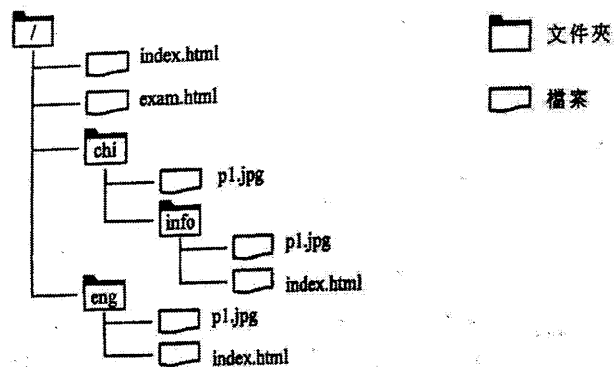 /
index.html
exam.html
chi
p1.jpg
info
p1.jpg
index.html
eng
p1.jpg
index.html
文件夾
檔案